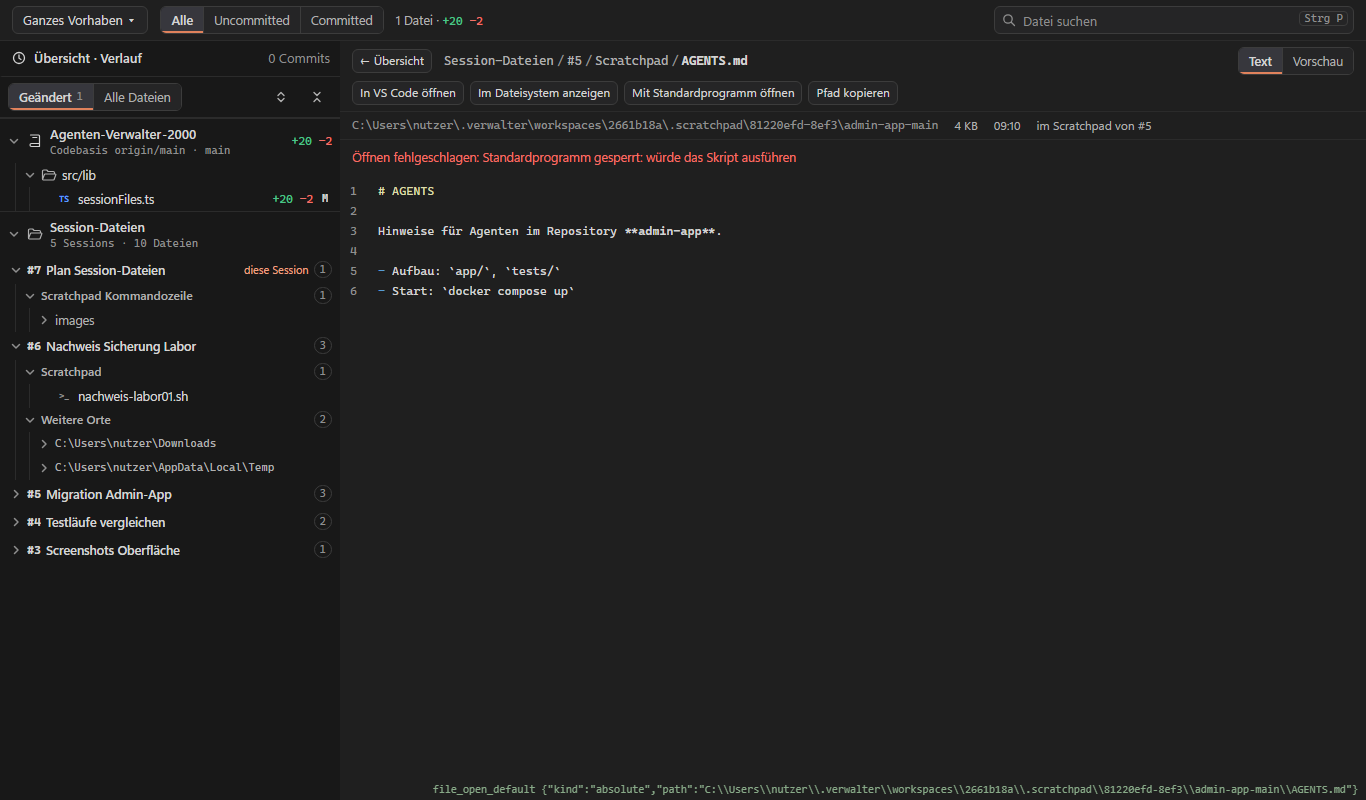 Ganzes Vorhaben
Alle Uncommitted Committed
1 Datei · +20 −2
Datei suchen Strg P
Übersicht · Verlauf 0 Commits
Geändert 1 Alle Dateien
Agenten-Verwalter-2000 +20 −2
Codebasis origin/main · main
src/lib
TS sessionFiles.ts +20 −2 M
Session-Dateien
5 Sessions · 10 Dateien
#7 Plan Session-Dateien diese Session 1
Scratchpad Kommandozeile 1
images
#6 Nachweis Sicherung Labor 3
Scratchpad 1
>_ nachweis-labor01.sh
Weitere Orte 2
C:\Users\nutzer\Downloads
C:\Users\nutzer\AppData\Local\Temp
#5 Migration Admin-App 3
#4 Testläufe vergleichen 2
#3 Screenshots Oberfläche 1
← Übersicht Session-Dateien / #5 / Scratchpad / AGENTS.md
Text Vorschau
In VS Code öffnen Im Dateisystem anzeigen Mit Standardprogramm öffnen Pfad kopieren
C:\Users\nutzer\.verwalter\workspaces\2661b18a\.scratchpad\81220efd-8ef3\admin-app-main 4 KB 09:10 im Scratchpad von #5
Öffnen fehlgeschlagen: Standardprogramm gesperrt: würde das Skript ausführen
1 # AGENTS
2
3 Hinweise für Agenten im Repository **admin-app**.
4
5 - Aufbau: `app/`, `tests/`
6 - Start: `docker compose up`
file_open_default {"kind":"absolute","path":"C:\\Users\\nutzer\\.verwalter\\workspaces\\2661b18a\\.scratchpad\\81220efd-8ef3\\admin-app-main\\AGENTS.md"}